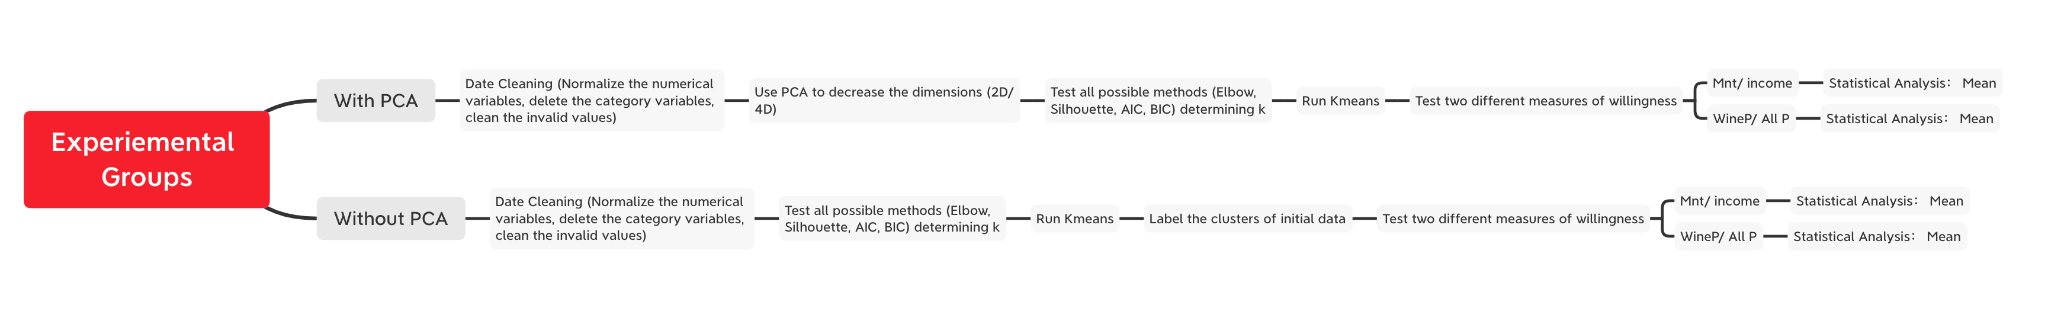 Experiemental
Groups
With PCA
Date Cleaning (Normalize the numerical
variables, delete the category variables,
clean the invalid values)
Use PCA to decrease the dimensions (2D/
4D)
Test all possible methods (Elbow,
Silhouette, AIC, BIC) determining k
Run Kmeans
Test two different measures of willingness
Mnt/ income
Statistical Analysis： Mean
WineP/ All P
Statistical Analysis： Mean
Without PCA
Date Cleaning (Normalize the numerical
variables, delete the category variables,
clean the invalid values)
Test all possible methods (Elbow,
Silhouette, AIC, BIC) determining k
Run Kmeans
Label the clusters of initial data
Test two different measures of willingness
Mnt/ income
Statistical Analysis： Mean
WineP/ All P
Statistical Analysis： Mean